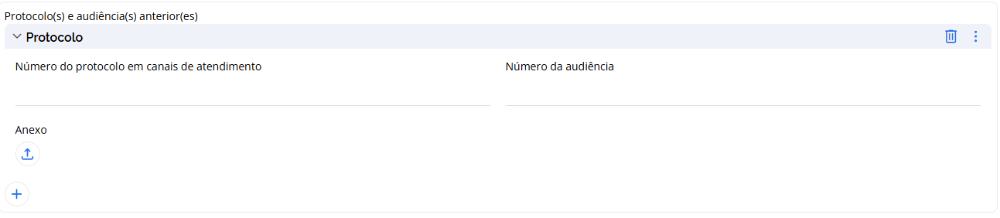 Protocolo(s) e audiência(s) anterior(es)
Protocolo
Número do protocolo em canais de atendimento
Número da audiência
Anexo